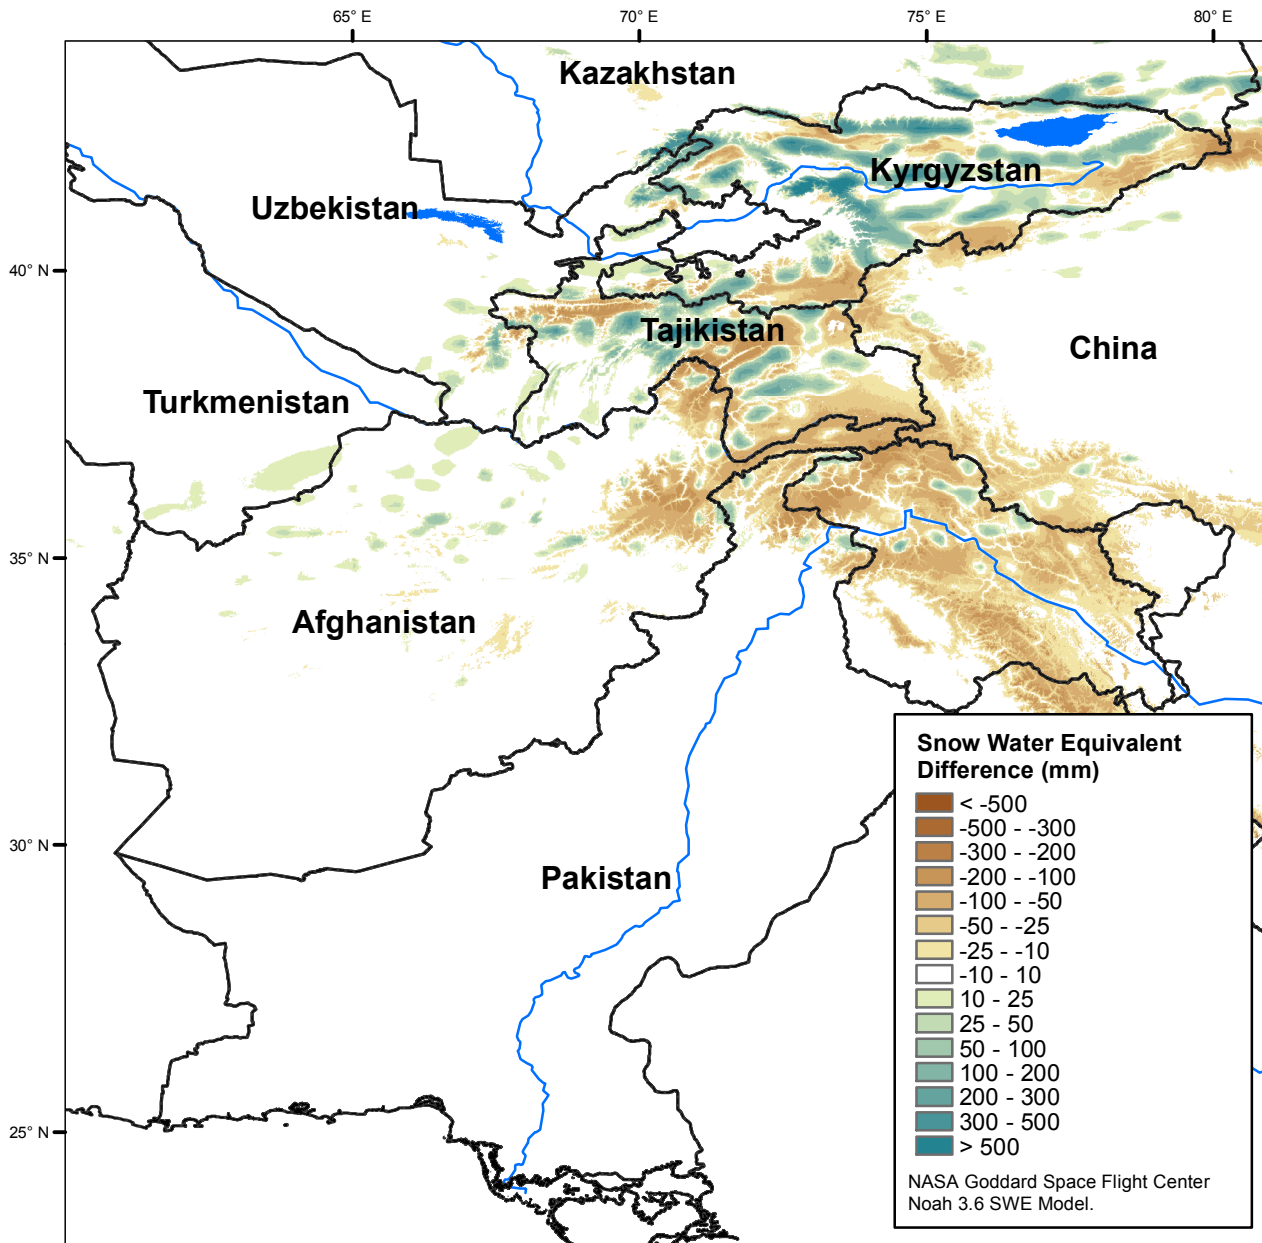 65° E
70° E
75° E
80° E
Kazakhstan
Kyrgyzstan
Uzbekistan
40° N
Tajikistan
China
Turkmenistan
35° N
Afghanistan
30° N
Pakistan
25° N
Snow Water Equivalent
Difference (mm)
< -500
-500 - -300
-300 - -200
-200 - -100
-100 - -50
-50 - -25
-25 - -10
-10 - 10
10 - 25
25 - 50
50 - 100
100 - 200
200 - 300
300 - 500
> 500
NASA Goddard Space Flight Center
Noah 3.6 SWE Model.